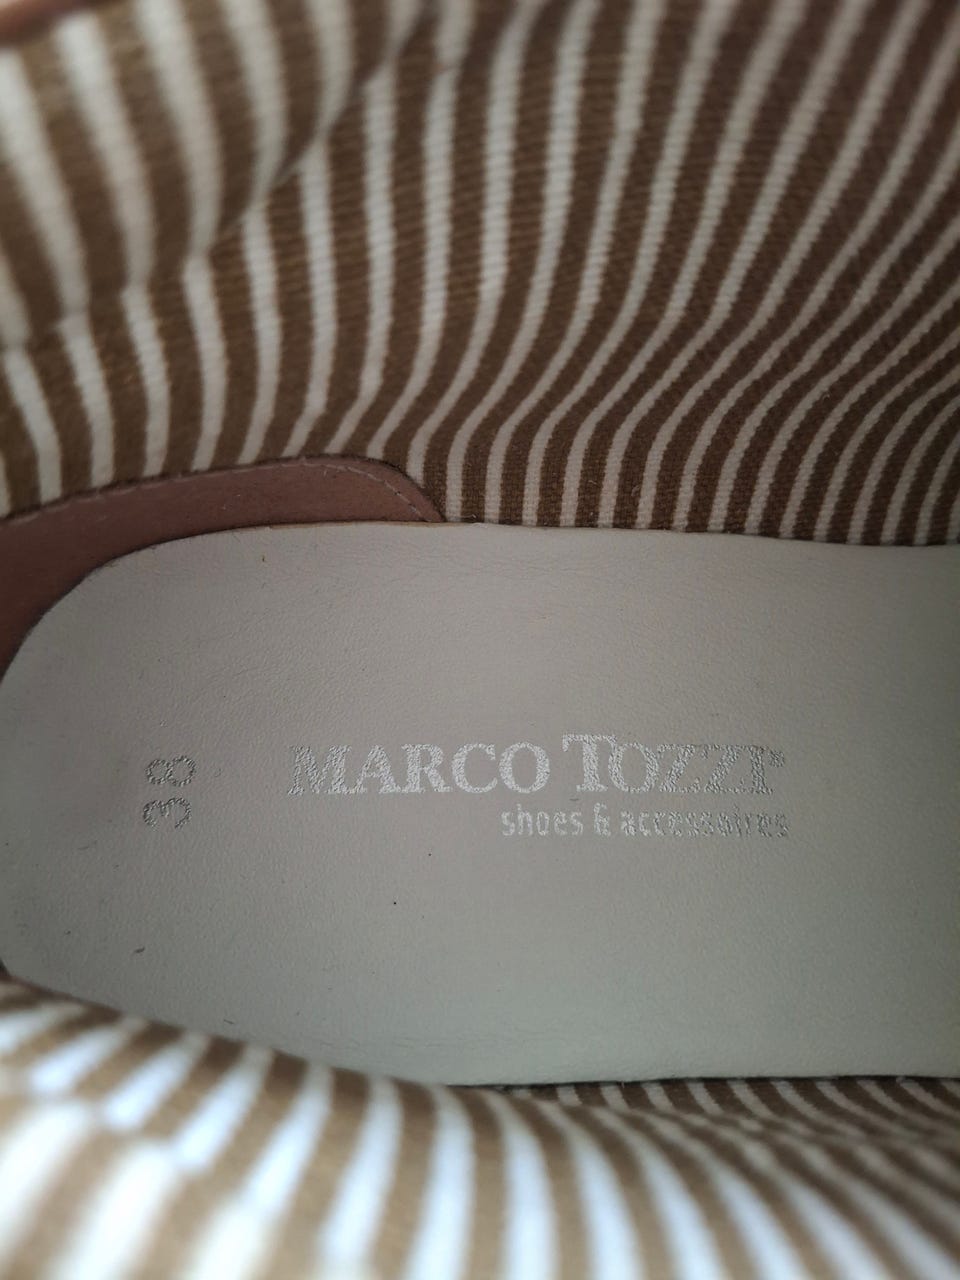 38
MARCO TOZZI®
shoes & accessoires